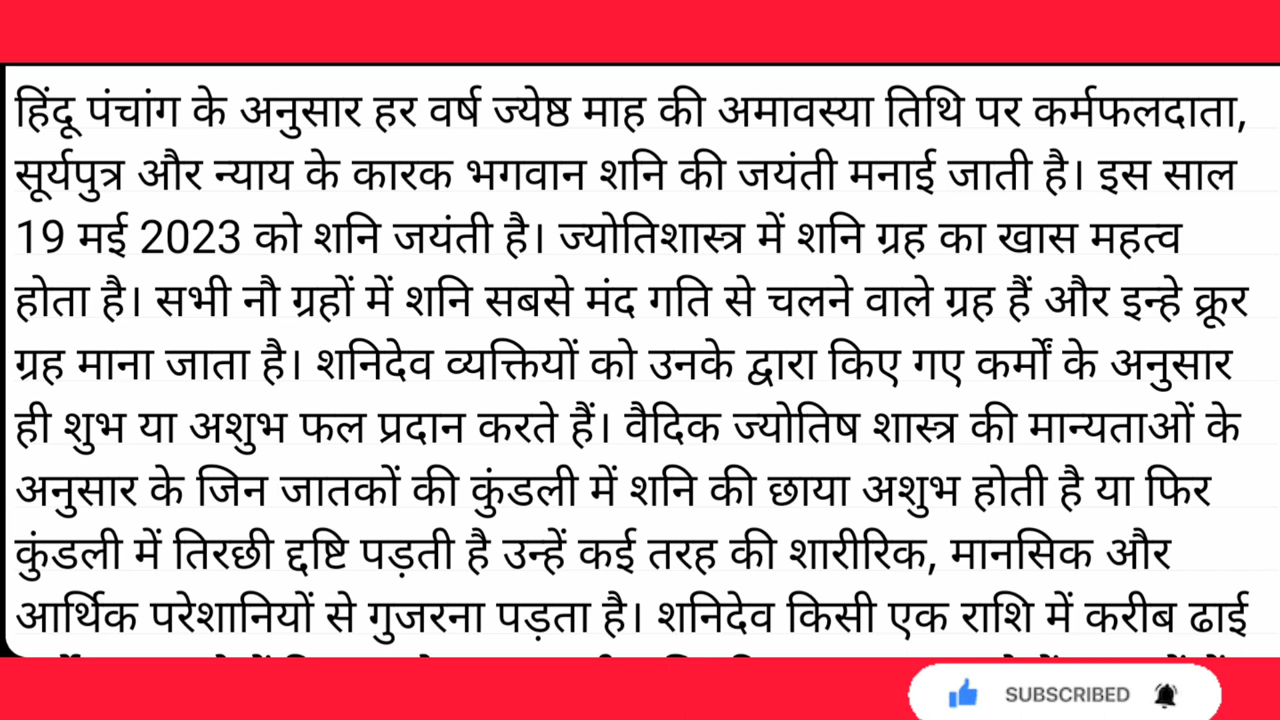 हिंदू पंचांग के अनुसार हर वर्ष ज्येष्ठ माह की अमावस्या तिथि पर कर्मफलदाता,
सूर्यपुत्र और न्याय के कारक भगवान शनि की जयंती मनाई जाती है। इस साल
19 मई 2023 को शनि जयंती है। ज्योतिशास्त्र में शनि ग्रह का खास महत्व
होता है। सभी नौ ग्रहों में शनि सबसे मंद गति से चलने वाले ग्रह हैं और इन्हे क्रूर
ग्रह माना जाता है। शनिदेव व्यक्तियों को उनके द्वारा किए गए कर्मों के अनुसार
ही शुभ या अशुभ फल प्रदान करते हैं। वैदिक ज्योतिष शास्त्र की मान्यताओं के
अनुसार के जिन जातकों की कुंडली में शनि की छाया अशुभ होती है या फिर
कुंडली में तिरछी द्दष्टि पड़ती है उन्हें कई तरह की शारीरिक, मानसिक और
आर्थिक परेशानियों से गुजरना पड़ता है। शनिदेव किसी एक राशि में करीब ढाई
SUBSCRIBED